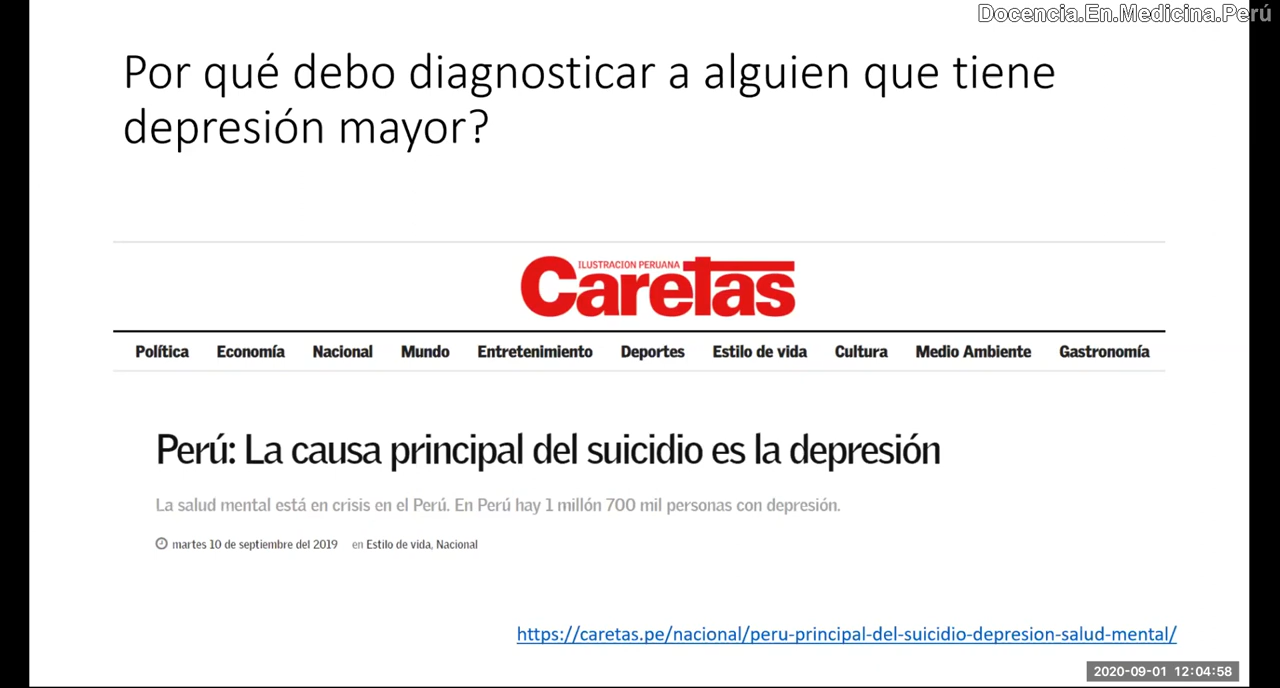 Docencia.En.Medicina.Perú
Por qué debo diagnosticar a alguien que tiene
depresión mayor?
ILUSTRACIÓN PERUANA
Caretas
Política Economía Nacional Mundo Entretenimiento Deportes Estilo de vida Cultura Medio Ambiente Gastronomía
Perú: La causa principal del suicidio es la depresión
La salud mental está en crisis en el Perú. En Perú hay 1 millón 700 mil personas con depresión.
martes 10 de septiembre del 2019 en Estilo de vida, Nacional
https://caretas.pe/nacional/peru-principal-del-suicidio-depresion-salud-mental/
2020-09-01 12:04:58